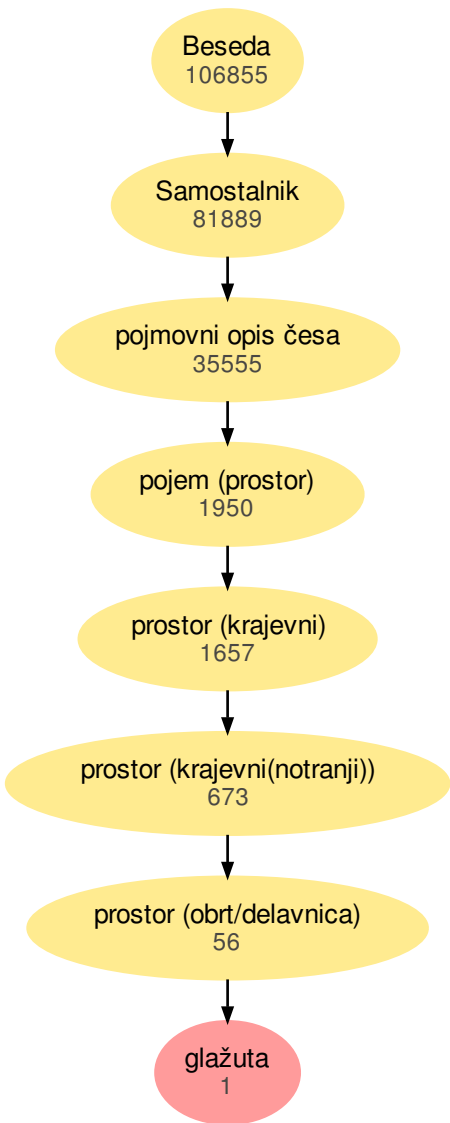 Beseda
106855
Samostalnik
81889
pojmovni opis česa
35555
pojem (prostor)
1950
prostor (krajevni)
1657
prostor (krajevni(notranji))
673
prostor (obrt/delavnica)
56
glažuta
1